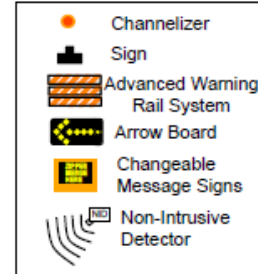 Channelizer
Sign
Advanced Warning
Rail System
Arrow Board
Changeable
Message Signs
NID
Non-Intrusive
Detector